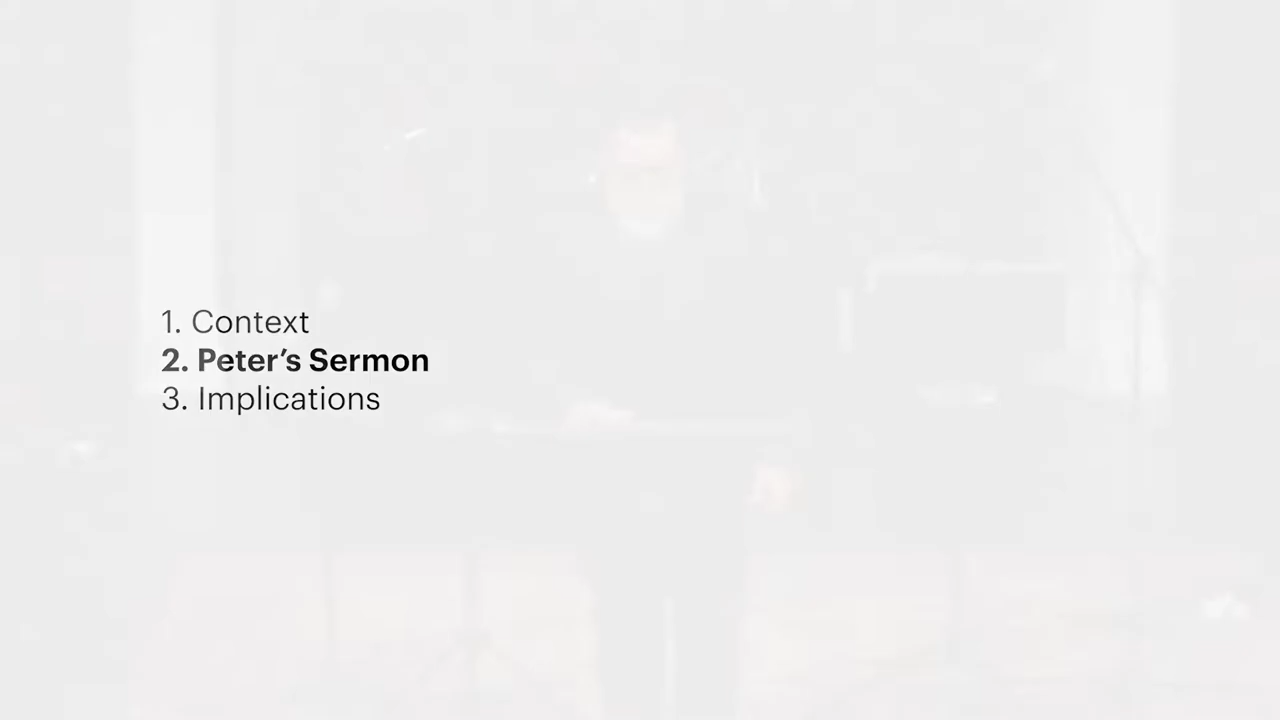 1. Context
2. Peter’s Sermon
3. Implications